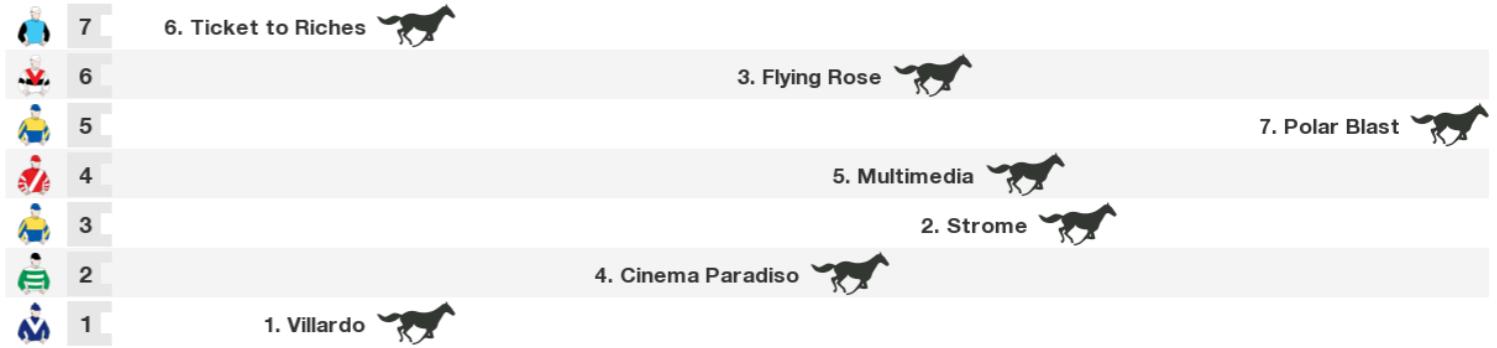 7 6. Ticket to Riches
6 3. Flying Rose
5 7. Polar Blast
4 5. Multimedia
3 2. Strome
2 4. Cinema Paradiso
1 1. Villardo